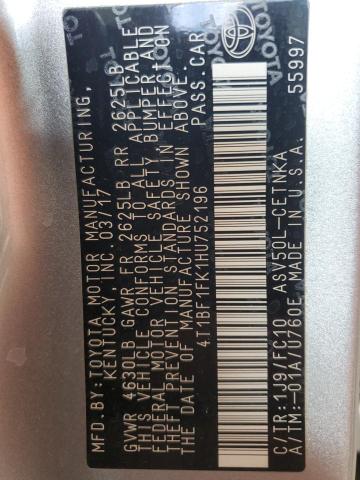 MFD.BY:TOYOTA MOTOR MANUFACTURING,
KENTUCKY, INC. 03/17
GVWR 4630LB GAWR FR 2625LB RR 2625LB
THIS VEHICLE CONFORMS TO ALL APPLICABLE
FEDERAL MOTOR VEHICLE SAFETY, BUMPER, AND
THEFT PREVENTION STANDARDS IN EFFECT ON
THE DATE OF MANUFACTURE SHOWN ABOVE.
4T1BF1FK1HU752196 PASS.CAR
TOYOTA
C/TR:1J9/FC10 ASV50L-CETNKA
A/TM:-01A/U760E MADE IN U.S.A. 55997